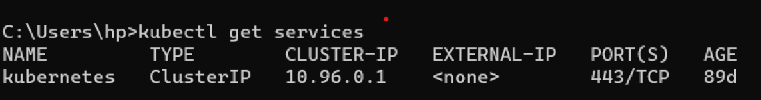 C:\Users\hp>kubectl get services
NAME TYPE CLUSTER-IP EXTERNAL-IP PORT(S) AGE
kubernetes ClusterIP 10.96.0.1 <none> 443/TCP 89d